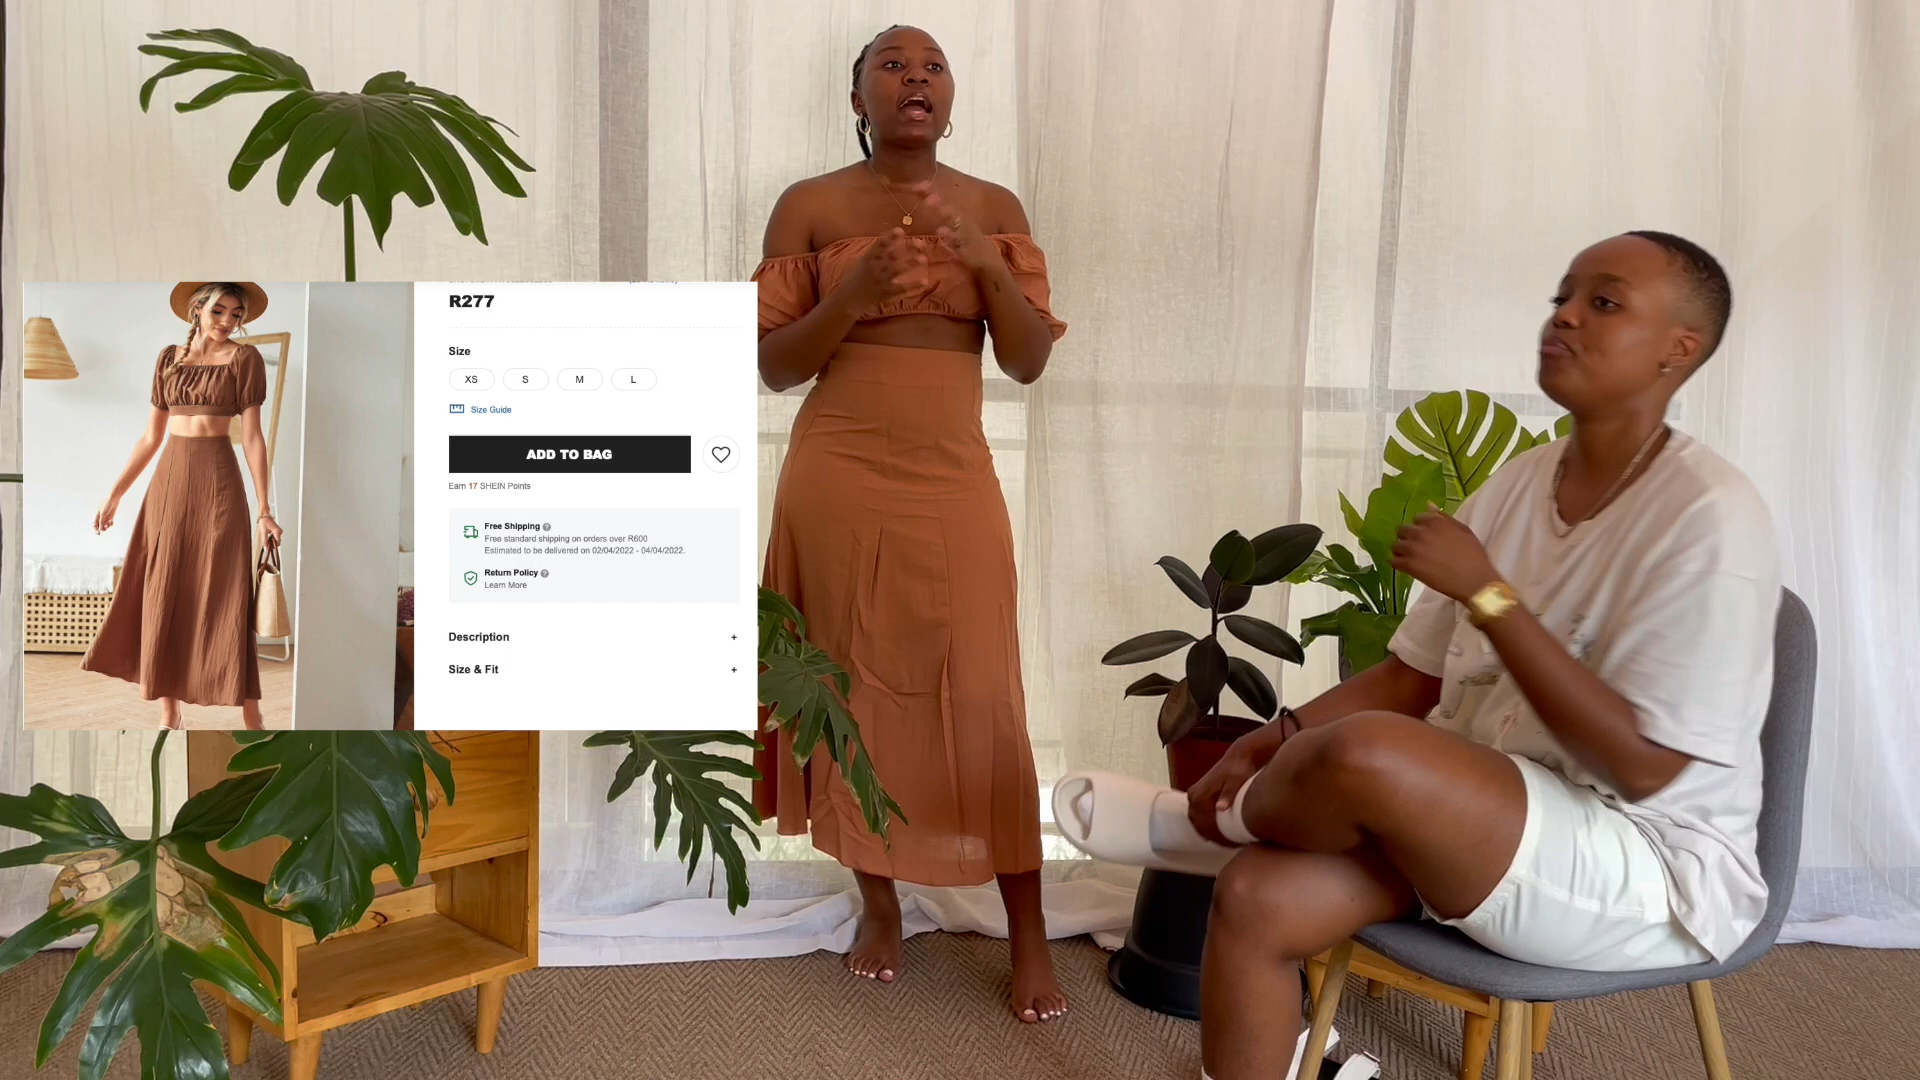 R277
Size
XS S M L
Size Guide
ADD TO BAG
Earn 17 SHEIN Points
Free Shipping ?
Free standard shipping on orders over R600
Estimated to be delivered on 02/04/2022 - 04/04/2022.
Return Policy ?
Learn More
Description +
Size & Fit +